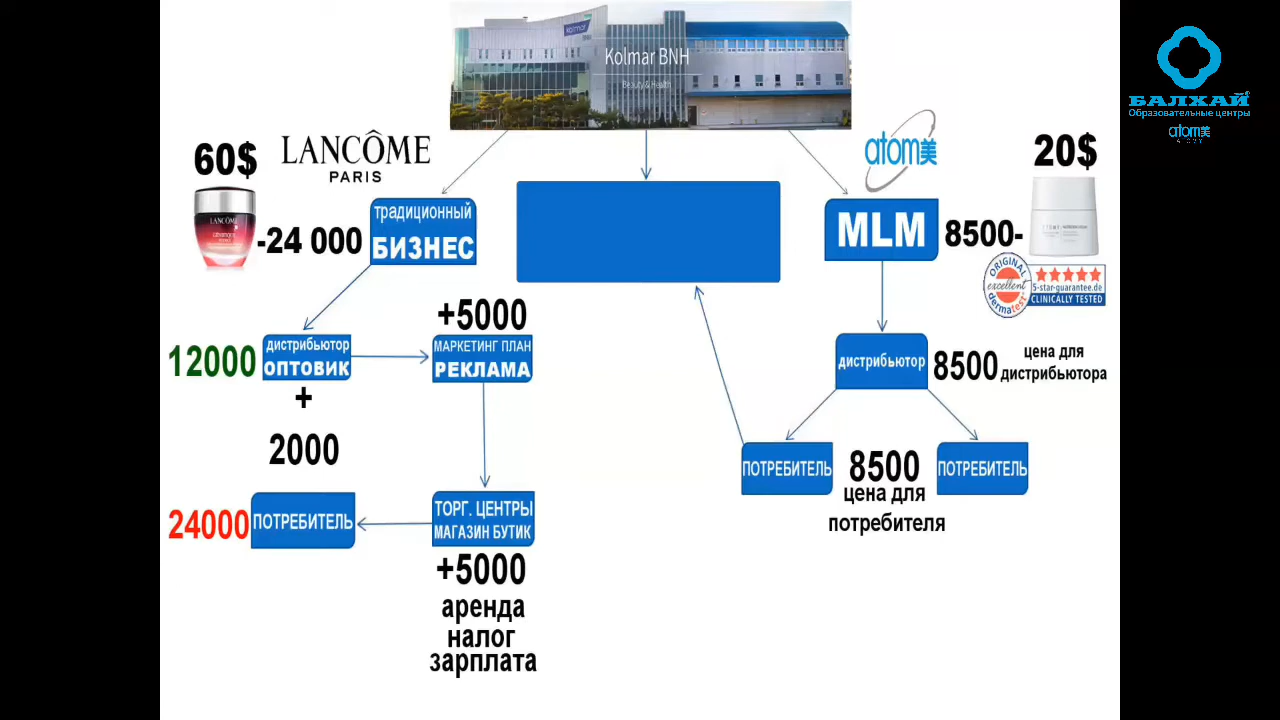 kolmar
Kolmar BNH
Beauty & Health
БАЛХАЙ
Образовательные центры
atom美
60$
LANCÔME
PARIS
atom美
20$
LANCÔME
-24 000
традиционный
БИЗНЕС
MLM
8500-
ORIGINAL
excellent
dermatest
5-star-guarantee.de
CLINICALLY TESTED
+5000
12000
дистрибьютор
ОПТОВИК
МАРКЕТИНГ ПЛАН
РЕКЛАМА
дистрибьютор
8500
цена для
дистрибьютора
+
2000
ПОТРЕБИТЕЛЬ
8500
ПОТРЕБИТЕЛЬ
цена для
потребителя
24000
ПОТРЕБИТЕЛЬ
ТОРГ. ЦЕНТРЫ
МАГАЗИН БУТИК
+5000
аренда
налог
зарплата